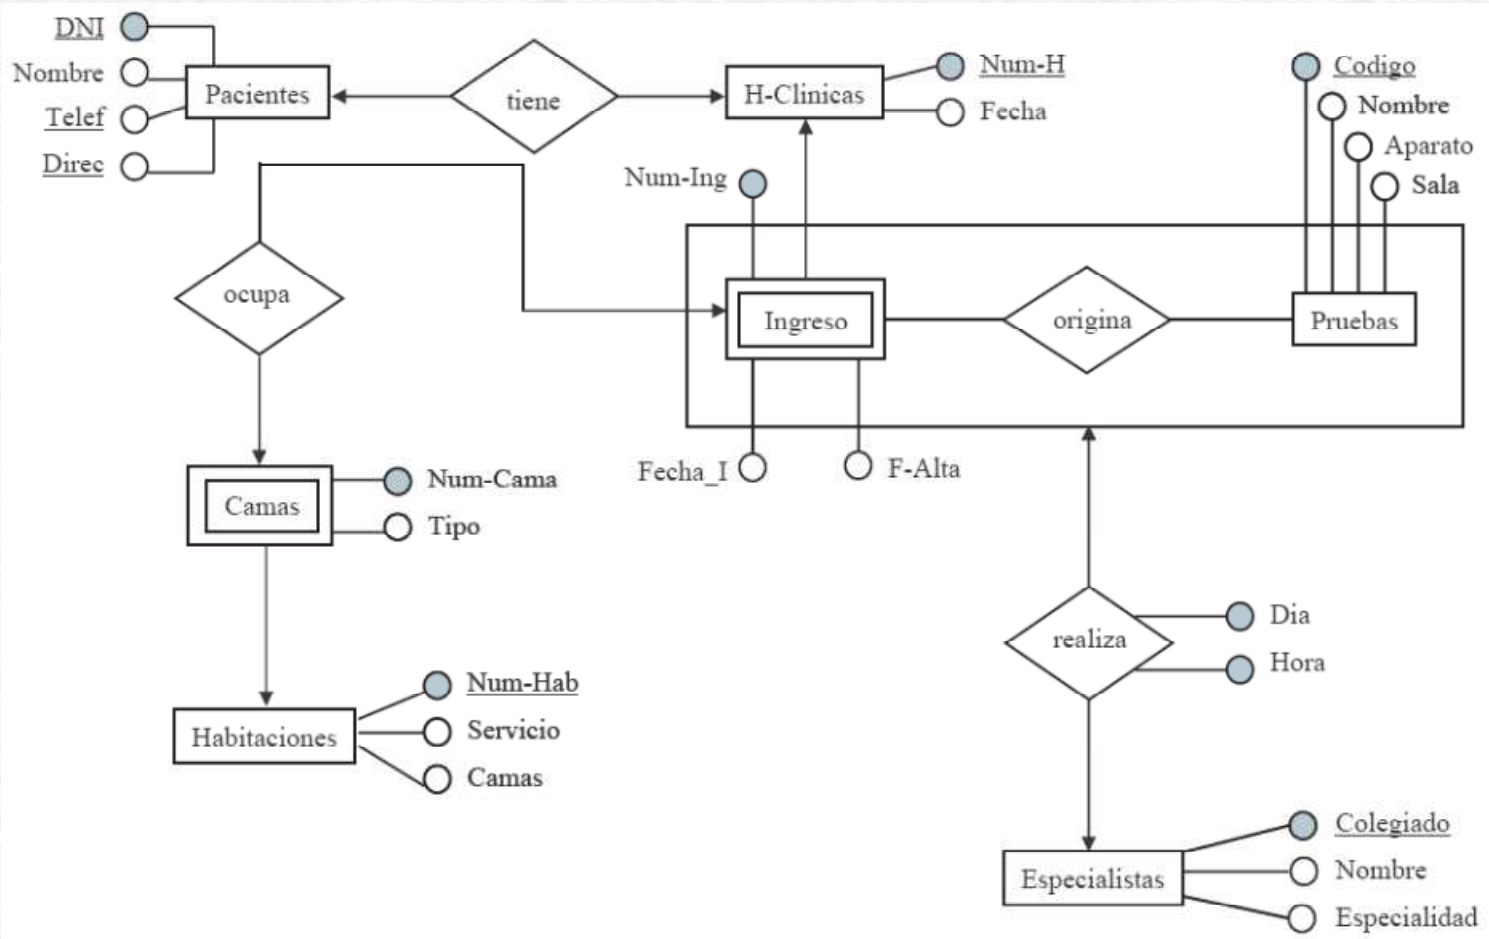 DNI
Nombre
Telef
Direc
Pacientes
tiene
H-Clinicas
Num-H
Fecha
Codigo
Nombre
Aparato
Sala
Num-Ing
ocupa
Ingreso
origina
Pruebas
Fecha_I
F-Alta
Camas
Num-Cama
Tipo
realiza
Dia
Hora
Habitaciones
Num-Hab
Servicio
Camas
Especialistas
Colegiado
Nombre
Especialidad